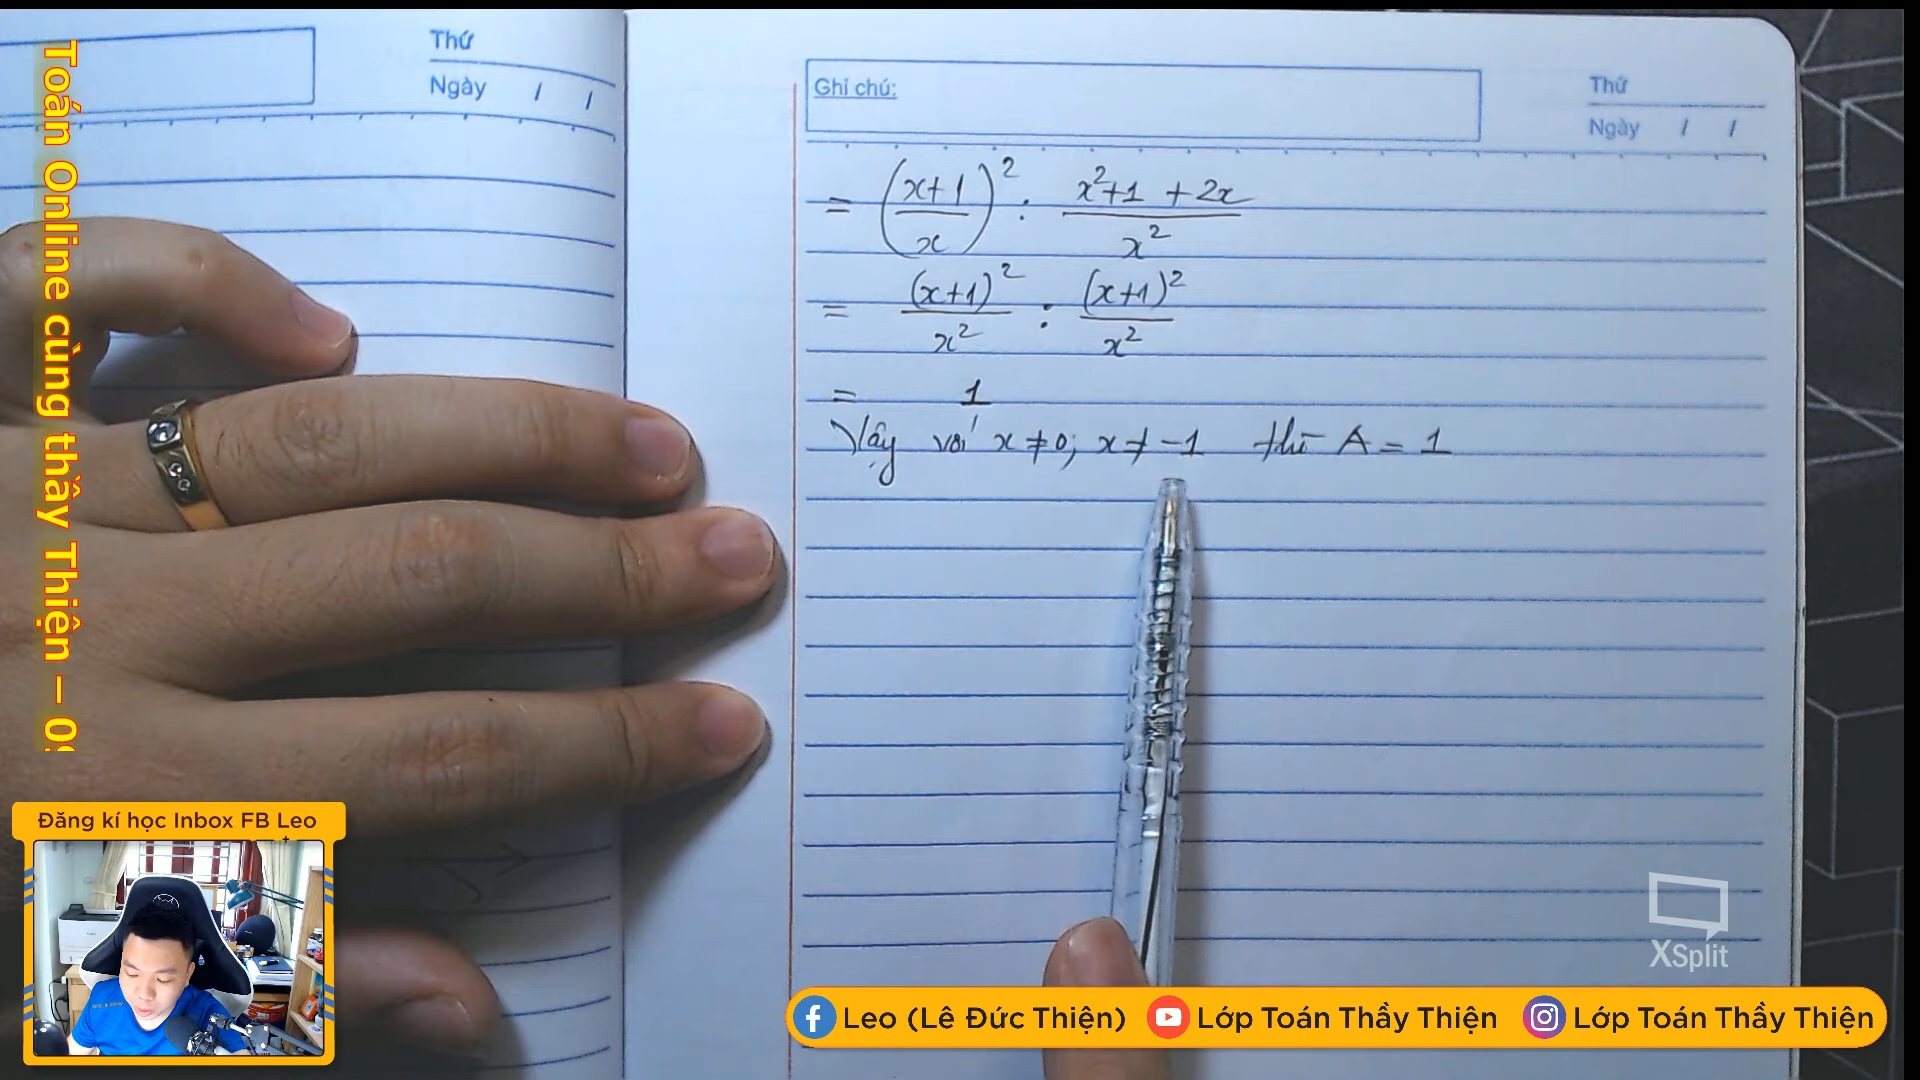 Toán Online cùng thầy Thiện – 09
Thứ
Ngày / /
Ghi chú:
Thứ
Ngày / /
= (x+1/x)² : x²+1 +2x/x²
= (x+1)²/x² : (x+1)²/x²
= 1
Vậy với x ≠ 0; x ≠ -1 thì A = 1
Đăng kí học Inbox FB Leo
XSplit
Leo (Lê Đức Thiện) Lớp Toán Thầy Thiện Lớp Toán Thầy Thiện